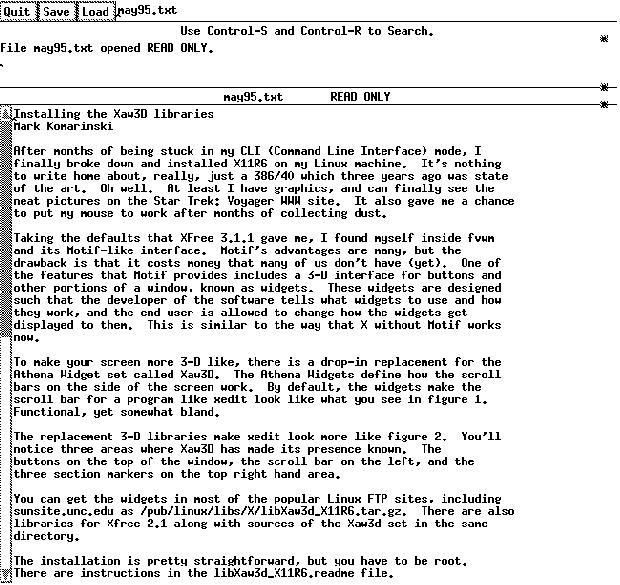 Quit Save Load may95.txt
Use Control-S and Control-R to Search.
File may95.txt opened READ ONLY.
may95.txt READ ONLY
Installing the Xaw3D libraries
Mark Komarinski
After months of being stuck in my CLI (Command Line Interface) mode, I
finally broke down and installed X11R6 on my Linux machine. It's nothing
to write home about, really, just a 386/40 which three years ago was state
of the art. Oh well. At least I have graphics, and can finally see the
neat pictures on the Star Trek: Voyager WWW site. It also gave me a chance
to put my mouse to work after months of collecting dust.
Taking the defaults that XFree 3.1.1 gave me, I found myself inside fvwm
and its Motif-like interface. Motif's advantages are many, but the
drawback is that it costs money that many of us don't have (yet). One of
the features that Motif provides includes a 3-D interface for buttons and
other portions of a window, known as widgets. These widgets are designed
such that the developer of the software tells what widgets to use and how
they work, and the end user is allowed to change how the widgets get
displayed to them. This is similar to the way that X without Motif works
now.
To make your screen more 3-D like, there is a drop-in replacement for the
Athena Widget set called Xaw3D. The Athena Widgets define how the scroll
bars on the side of the screen work. By default, the widgets make the
scroll bar for a program like xedit look like what you see in figure 1.
Functional, yet somewhat bland.
The replacement 3-D libraries make xedit look more like figure 2. You'll
notice three areas where Xaw3D has made its presence known. The
buttons on the top of the window, the scroll bar on the left, and the
three section markers on the top right hand area.
You can get the widgets in most of the popular Linux FTP sites, including
sunsite.unc.edu as /pub/linux/libs/X/libXaw3d_X11R6.tar.gz. There are also
libraries for Xfree 2.1 along with sources of the Xaw3d set in the same
directory.
The installation is pretty straightforward, but you have to be root.
There are instructions in the libXaw3d_X11R6.readme file.